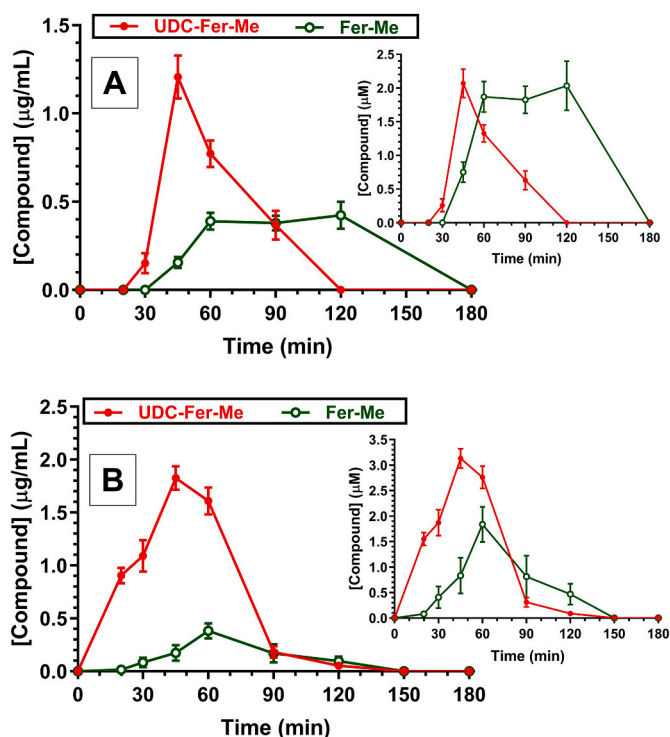 UDC-Fer-Me Fer-Me
A
[Compound] (μg/mL)
1.5
1.0
0.5
0.0
0 30 60 90 120 150 180
Time (min)
[Compound] (μM)
2.5
2.0
1.5
1.0
0.5
0.0
0 30 60 90 120 150 180
Time (min)
UDC-Fer-Me Fer-Me
B
[Compound] (μg/mL)
2.5
2.0
1.5
1.0
0.5
0.0
0 30 60 90 120 150 180
Time (min)
[Compound] (μM)
3.5
3.0
2.5
2.0
1.5
1.0
0.5
0.0
0 30 60 90 120 150 180
Time (min)